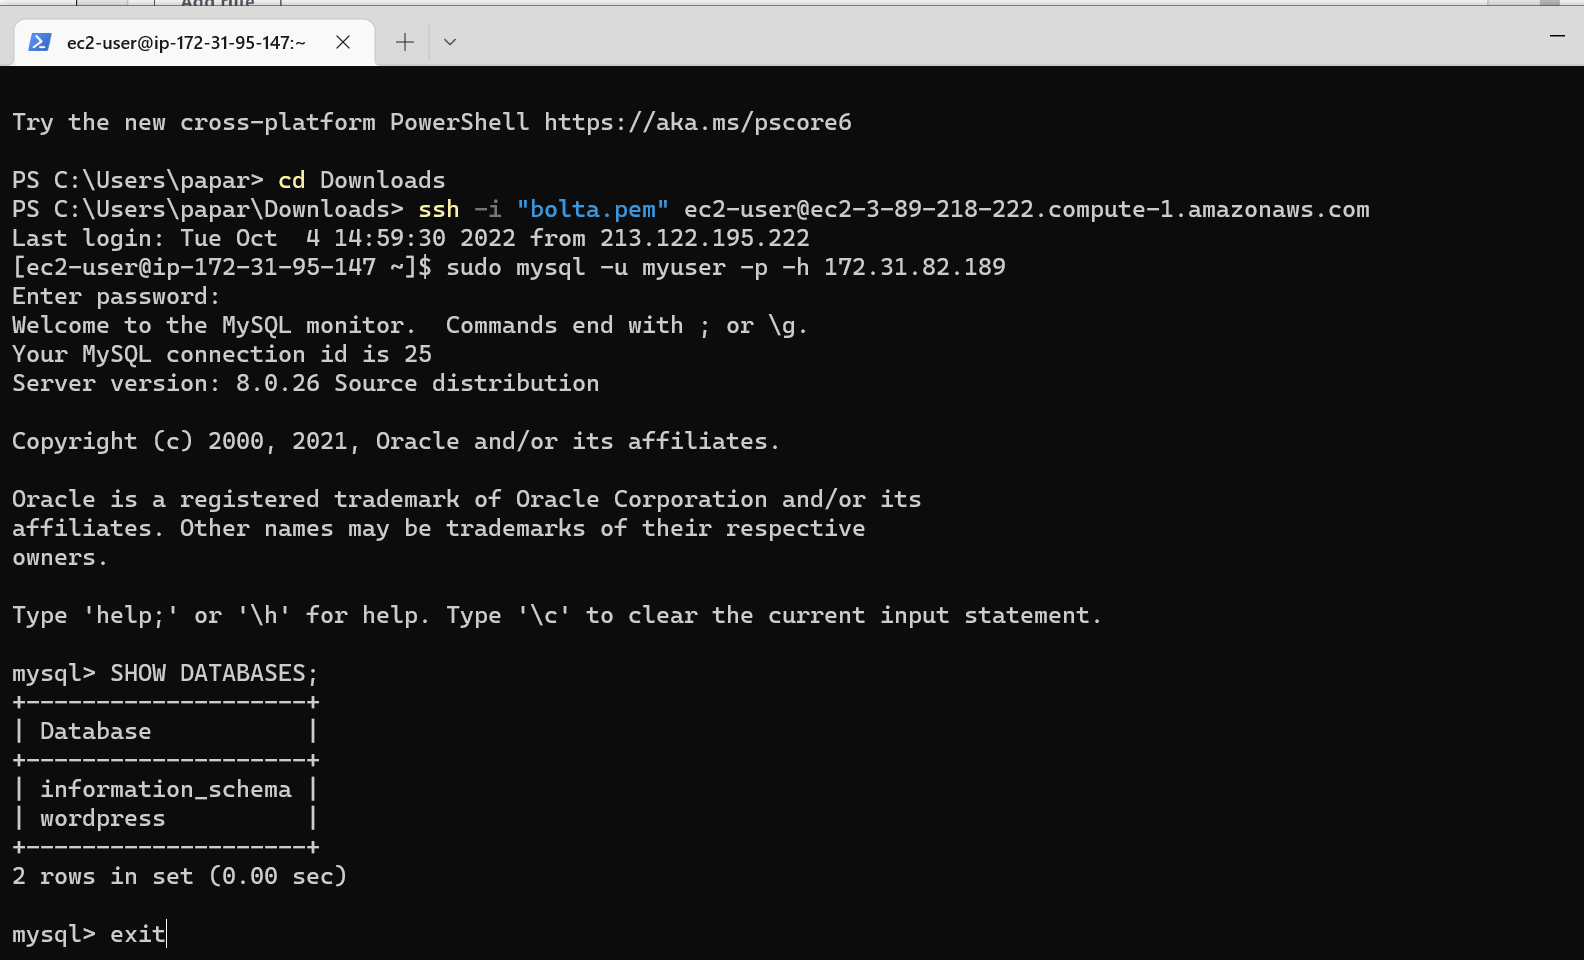 Add rule
ec2-user@ip-172-31-95-147:~
Try the new cross-platform PowerShell https://aka.ms/pscore6
PS C:\Users\papar> cd Downloads
PS C:\Users\papar\Downloads> ssh -i "bolta.pem" ec2-user@ec2-3-89-218-222.compute-1.amazonaws.com
Last login: Tue Oct  4 14:59:30 2022 from 213.122.195.222
[ec2-user@ip-172-31-95-147 ~]$ sudo mysql -u myuser -p -h 172.31.82.189
Enter password:
Welcome to the MySQL monitor.  Commands end with ; or \g.
Your MySQL connection id is 25
Server version: 8.0.26 Source distribution
Copyright (c) 2000, 2021, Oracle and/or its affiliates.
Oracle is a registered trademark of Oracle Corporation and/or its
affiliates. Other names may be trademarks of their respective
owners.
Type 'help;' or '\h' for help. Type '\c' to clear the current input statement.
mysql> SHOW DATABASES;
+--------------------+
| Database           |
+--------------------+
| information_schema |
| wordpress          |
+--------------------+
2 rows in set (0.00 sec)
mysql> exit